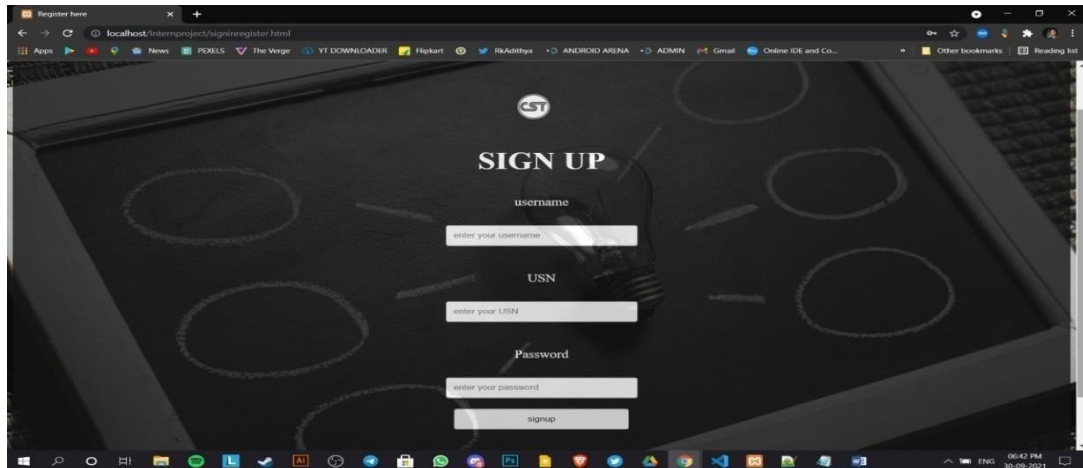 Register here
localhost/Internproject/signinregister.html
Apps
News
PEXELS
The Verge
YT DOWNLOADER
Flipkart
RkAdithya
ANDROID ARENA
ADMIN
Gmail
Online IDE and Co...
»
Other bookmarks
Reading list
CST
SIGN UP
username
enter your username
USN
enter your USN
Password
enter your password
signup
ENG
06:42 PM
30-09-2021